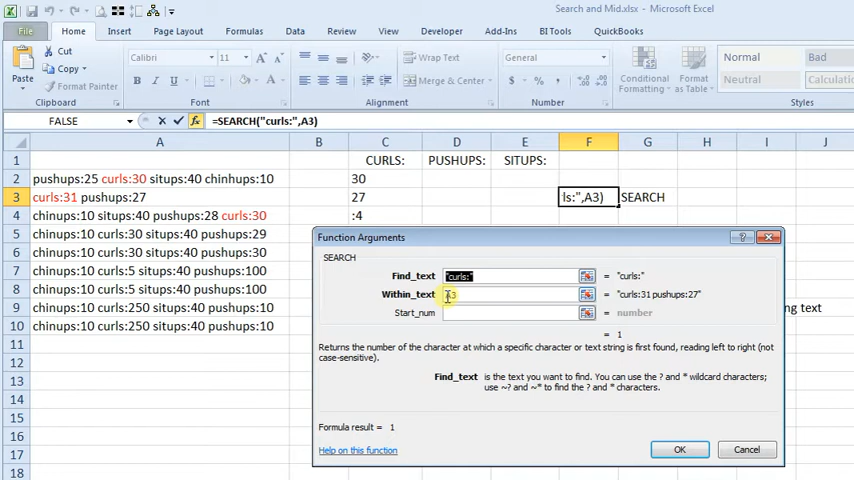 Search and Mid.xlsx - Microsoft Excel
File Home Insert Page Layout Formulas Data Review View Developer Add-Ins BI Tools QuickBooks
Cut
Copy
Format Painter
Paste
Clipboard
Calibri 11
B I U
Font
Wrap Text
Merge & Center
Alignment
General
$ % ,
Number
Conditional Formatting
Format as Table
Normal Bad
Neutral Calculation
Styles
FALSE =SEARCH("curls:",A3)
A B C D E F G H I J
1 CURLS: PUSHUPS: SITUPS:
2 pushups:25 curls:30 situps:40 chinhups:10 30
3 curls:31 pushups:27 27 ls:",A3) SEARCH
4 chinups:10 situps:40 pushups:28 curls:30 :4
5 chinups:10 curls:30 situps:40 pushups:29
6 chinups:10 curls:30 situps:40 pushups:30
7 chinups:10 curls:5 situps:40 pushups:100
8 chinups:10 curls:5 situps:40 pushups:100
9 chinups:10 curls:250 situps:40 pushups:100 ng text
10 chinups:10 curls:250 situps:40 pushups:100
11
12
13
14
15
16
17
18
Function Arguments
SEARCH
Find_text "curls:" = "curls:"
Within_text A3 = "curls:31 pushups:27"
Start_num = number
= 1
Returns the number of the character at which a specific character or text string is first found, reading left to right (not
case-sensitive).
Find_text is the text you want to find. You can use the ? and * wildcard characters;
use ~? and ~* to find the ? and * characters.
Formula result = 1
Help on this function
OK Cancel